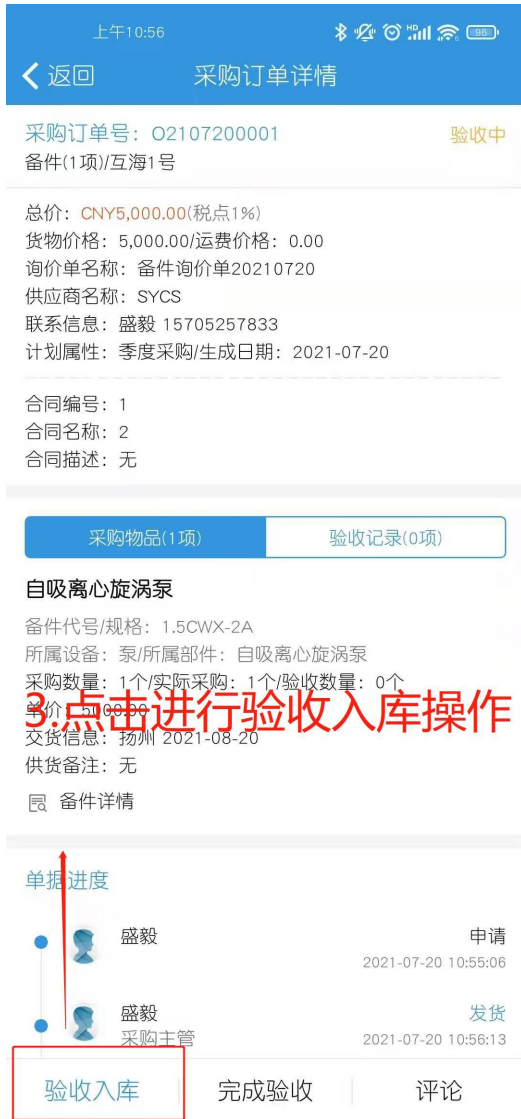 上午10:56
HD
96
返回
采购订单详情
采购订单号：O2107200001
验收中
备件(1项)/互海1号
总价：CNY5,000.00(税点1%)
货物价格：5,000.00/运费价格：0.00
询价单名称：备件询价单20210720
供应商名称：SYCS
联系信息：盛毅 15705257833
计划属性：季度采购/生成日期：2021-07-20
合同编号：1
合同名称：2
合同描述：无
采购物品(1项)
验收记录(0项)
自吸离心旋涡泵
备件代号/规格：1.5CWX-2A
所属设备：泵/所属部件：自吸离心旋涡泵
采购数量：1个/实际采购：1个/验收数量：0个
3.点击进行验收入库操作
单价：5000.00
交货信息：扬州 2021-08-20
供货备注：无
备件详情
单据进度
盛毅
申请
2021-07-20 10:55:06
盛毅
发货
采购主管
2021-07-20 10:56:13
验收入库
完成验收
评论